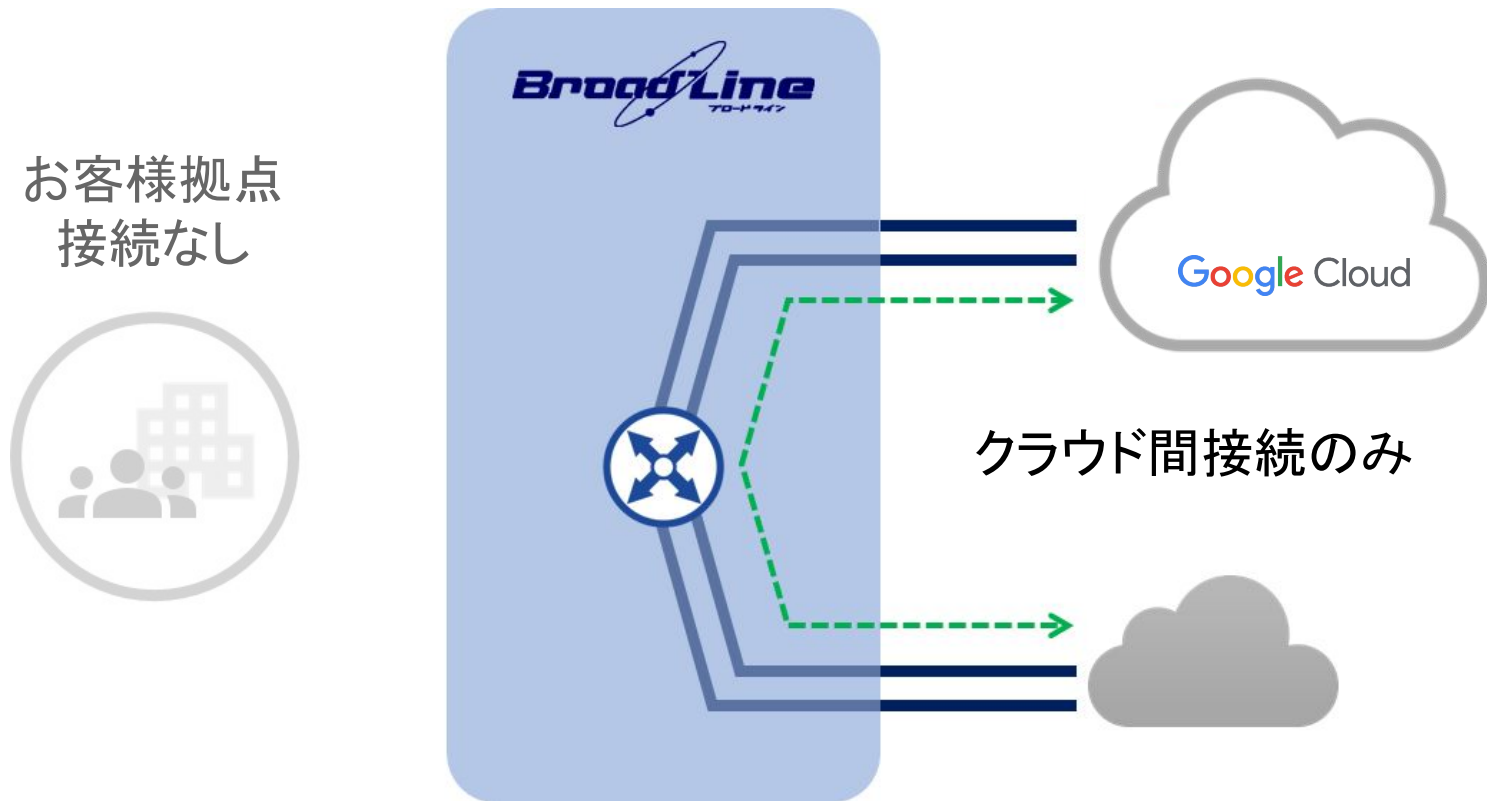 BroadLine
ブロードライン
お客様拠点
接続なし
Google Cloud
クラウド間接続のみ